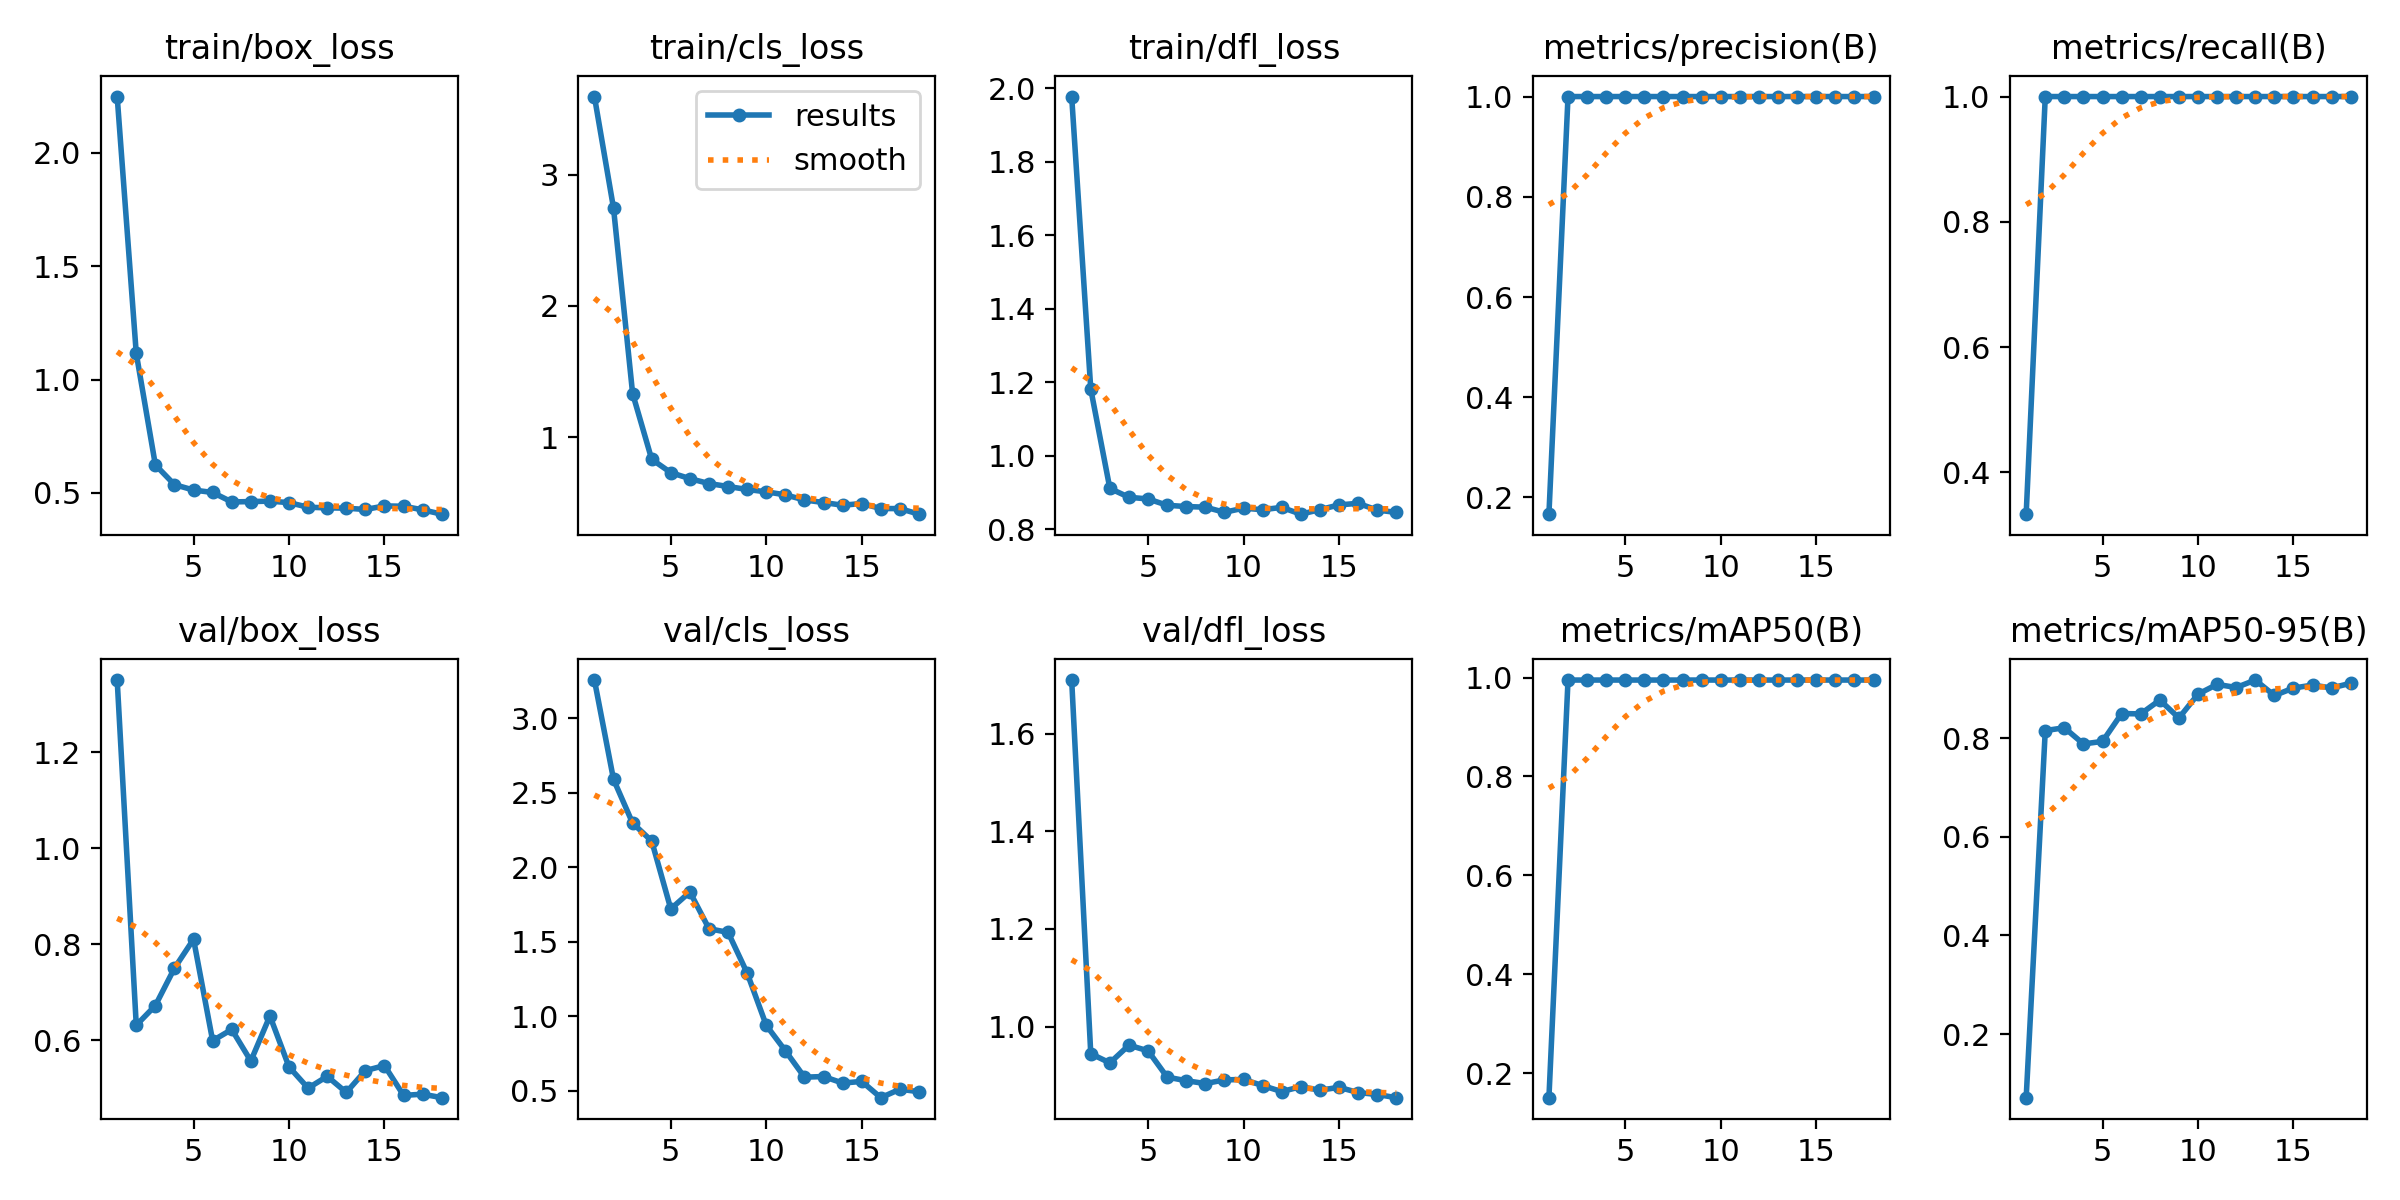 train/box_loss
2.0
1.5
1.0
0.5
5 10 15
train/cls_loss
results
smooth
3
2
1
5 10 15
train/dfl_loss
2.0
1.8
1.6
1.4
1.2
1.0
0.8
5 10 15
metrics/precision(B)
1.0
0.8
0.6
0.4
0.2
5 10 15
metrics/recall(B)
1.0
0.8
0.6
0.4
5 10 15
val/box_loss
1.2
1.0
0.8
0.6
5 10 15
val/cls_loss
3.0
2.5
2.0
1.5
1.0
0.5
5 10 15
val/dfl_loss
1.6
1.4
1.2
1.0
5 10 15
metrics/mAP50(B)
1.0
0.8
0.6
0.4
0.2
5 10 15
metrics/mAP50-95(B)
0.8
0.6
0.4
0.2
5 10 15